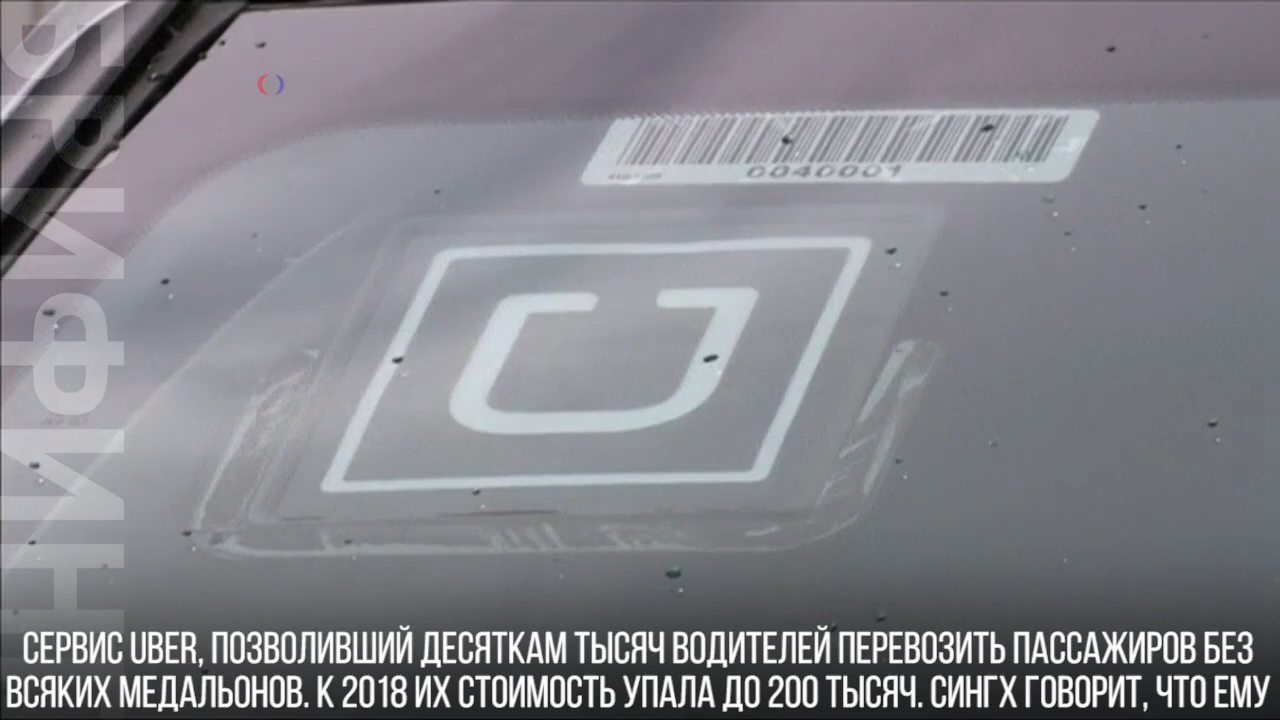 0040001
U
СЕРВИС UBER, ПОЗВОЛИВШИЙ ДЕСЯТКАМ ТЫСЯЧ ВОДИТЕЛЕЙ ПЕРЕВОЗИТЬ ПАССАЖИРОВ БЕЗ
ВСЯКИХ МЕДАЛЬОНОВ. К 2018 ИХ СТОИМОСТЬ УПАЛА ДО 200 ТЫСЯЧ. СИНГХ ГОВОРИТ, ЧТО ЕМУ